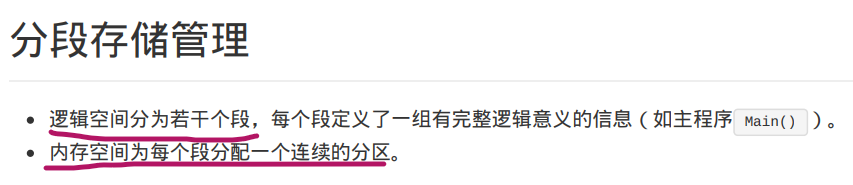 分段存储管理
逻辑空间分为若干个段，每个段定义了一组有完整逻辑意义的信息（如主程序 Main() ）。
内存空间为每个段分配一个连续的分区。